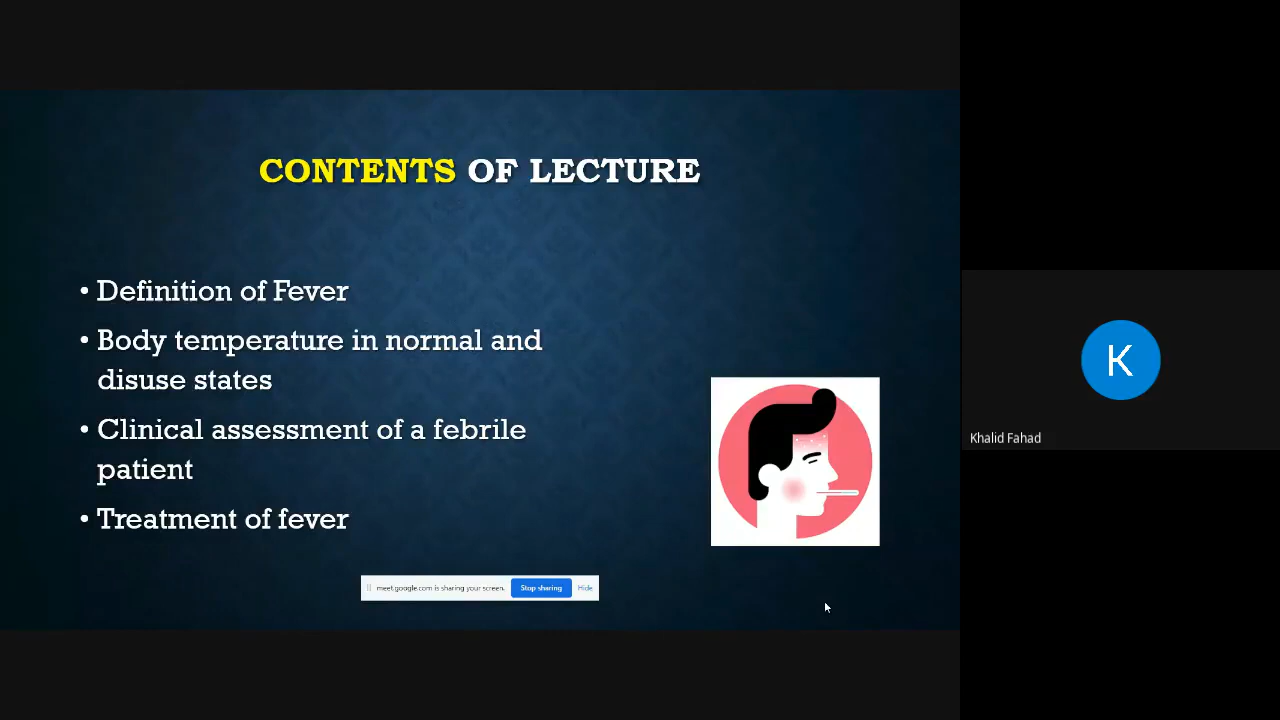 CONTENTS OF LECTURE
• Definition of Fever
• Body temperature in normal and
disuse states
• Clinical assessment of a febrile
patient
• Treatment of fever
meet.google.com is sharing your screen. Stop sharing Hide
K
Khalid Fahad